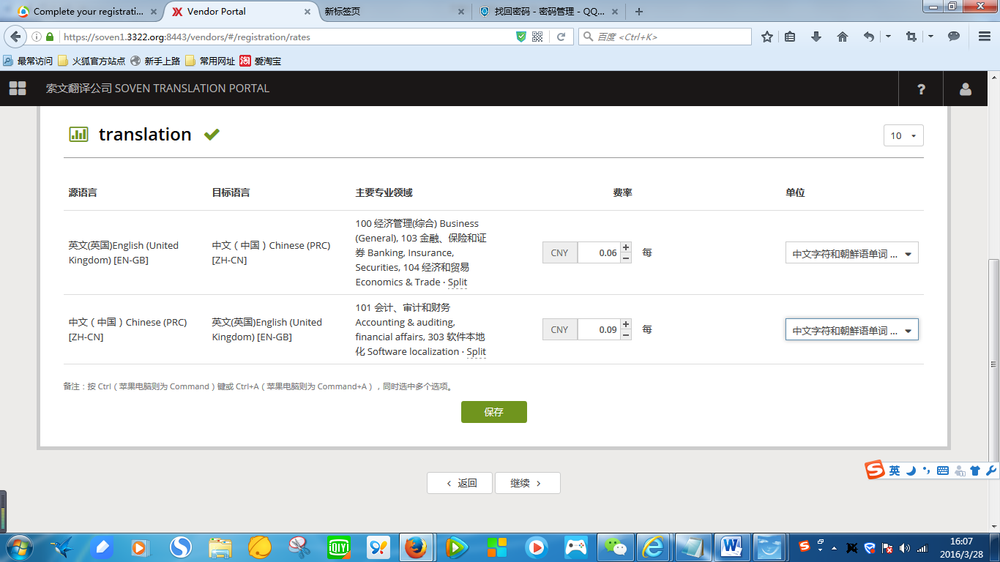 Complete your registrati...
Vendor Portal
新标签页
找回密码 - 密码管理 - QQ...
https://soven1.3322.org:8443/vendors/#/registration/rates
百度 <Ctrl+K>
最常访问 火狐官方站点 新手上路 常用网址 爱淘宝
索文翻译公司 SOVEN TRANSLATION PORTAL
?
translation
10
源语言 目标语言 主要专业领域 费率 单位
英文(英国)English (United
Kingdom) [EN-GB]
中文（中国）Chinese (PRC)
[ZH-CN]
100 经济管理(综合) Business
(General), 103 金融、保险和证
券 Banking, Insurance,
Securities, 104 经济和贸易
Economics & Trade · Split
CNY 0.06 每
中文字符和朝鲜语单词 ...
中文（中国）Chinese (PRC)
[ZH-CN]
英文(英国)English (United
Kingdom) [EN-GB]
101 会计、审计和财务
Accounting & auditing,
financial affairs, 303 软件本地
化 Software localization · Split
CNY 0.09 每
中文字符和朝鲜语单词 ...
备注：按 Ctrl（苹果电脑则为 Command）键或 Ctrl+A（苹果电脑则为 Command+A），同时选中多个选项。
保存
英
返回 继续
QIYI
16:07
2016/3/28